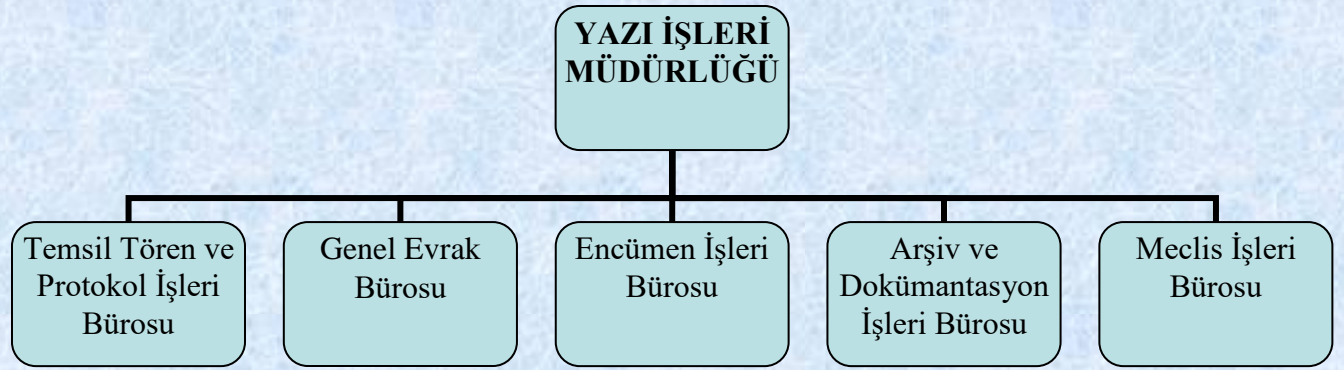 YAZI İŞLERİ
MÜDÜRLÜĞÜ
Temsil Tören ve
Protokol İşleri
Bürosu
Genel Evrak
Bürosu
Encümen İşleri
Bürosu
Arşiv ve
Dokümantasyon
İşleri Bürosu
Meclis İşleri
Bürosu